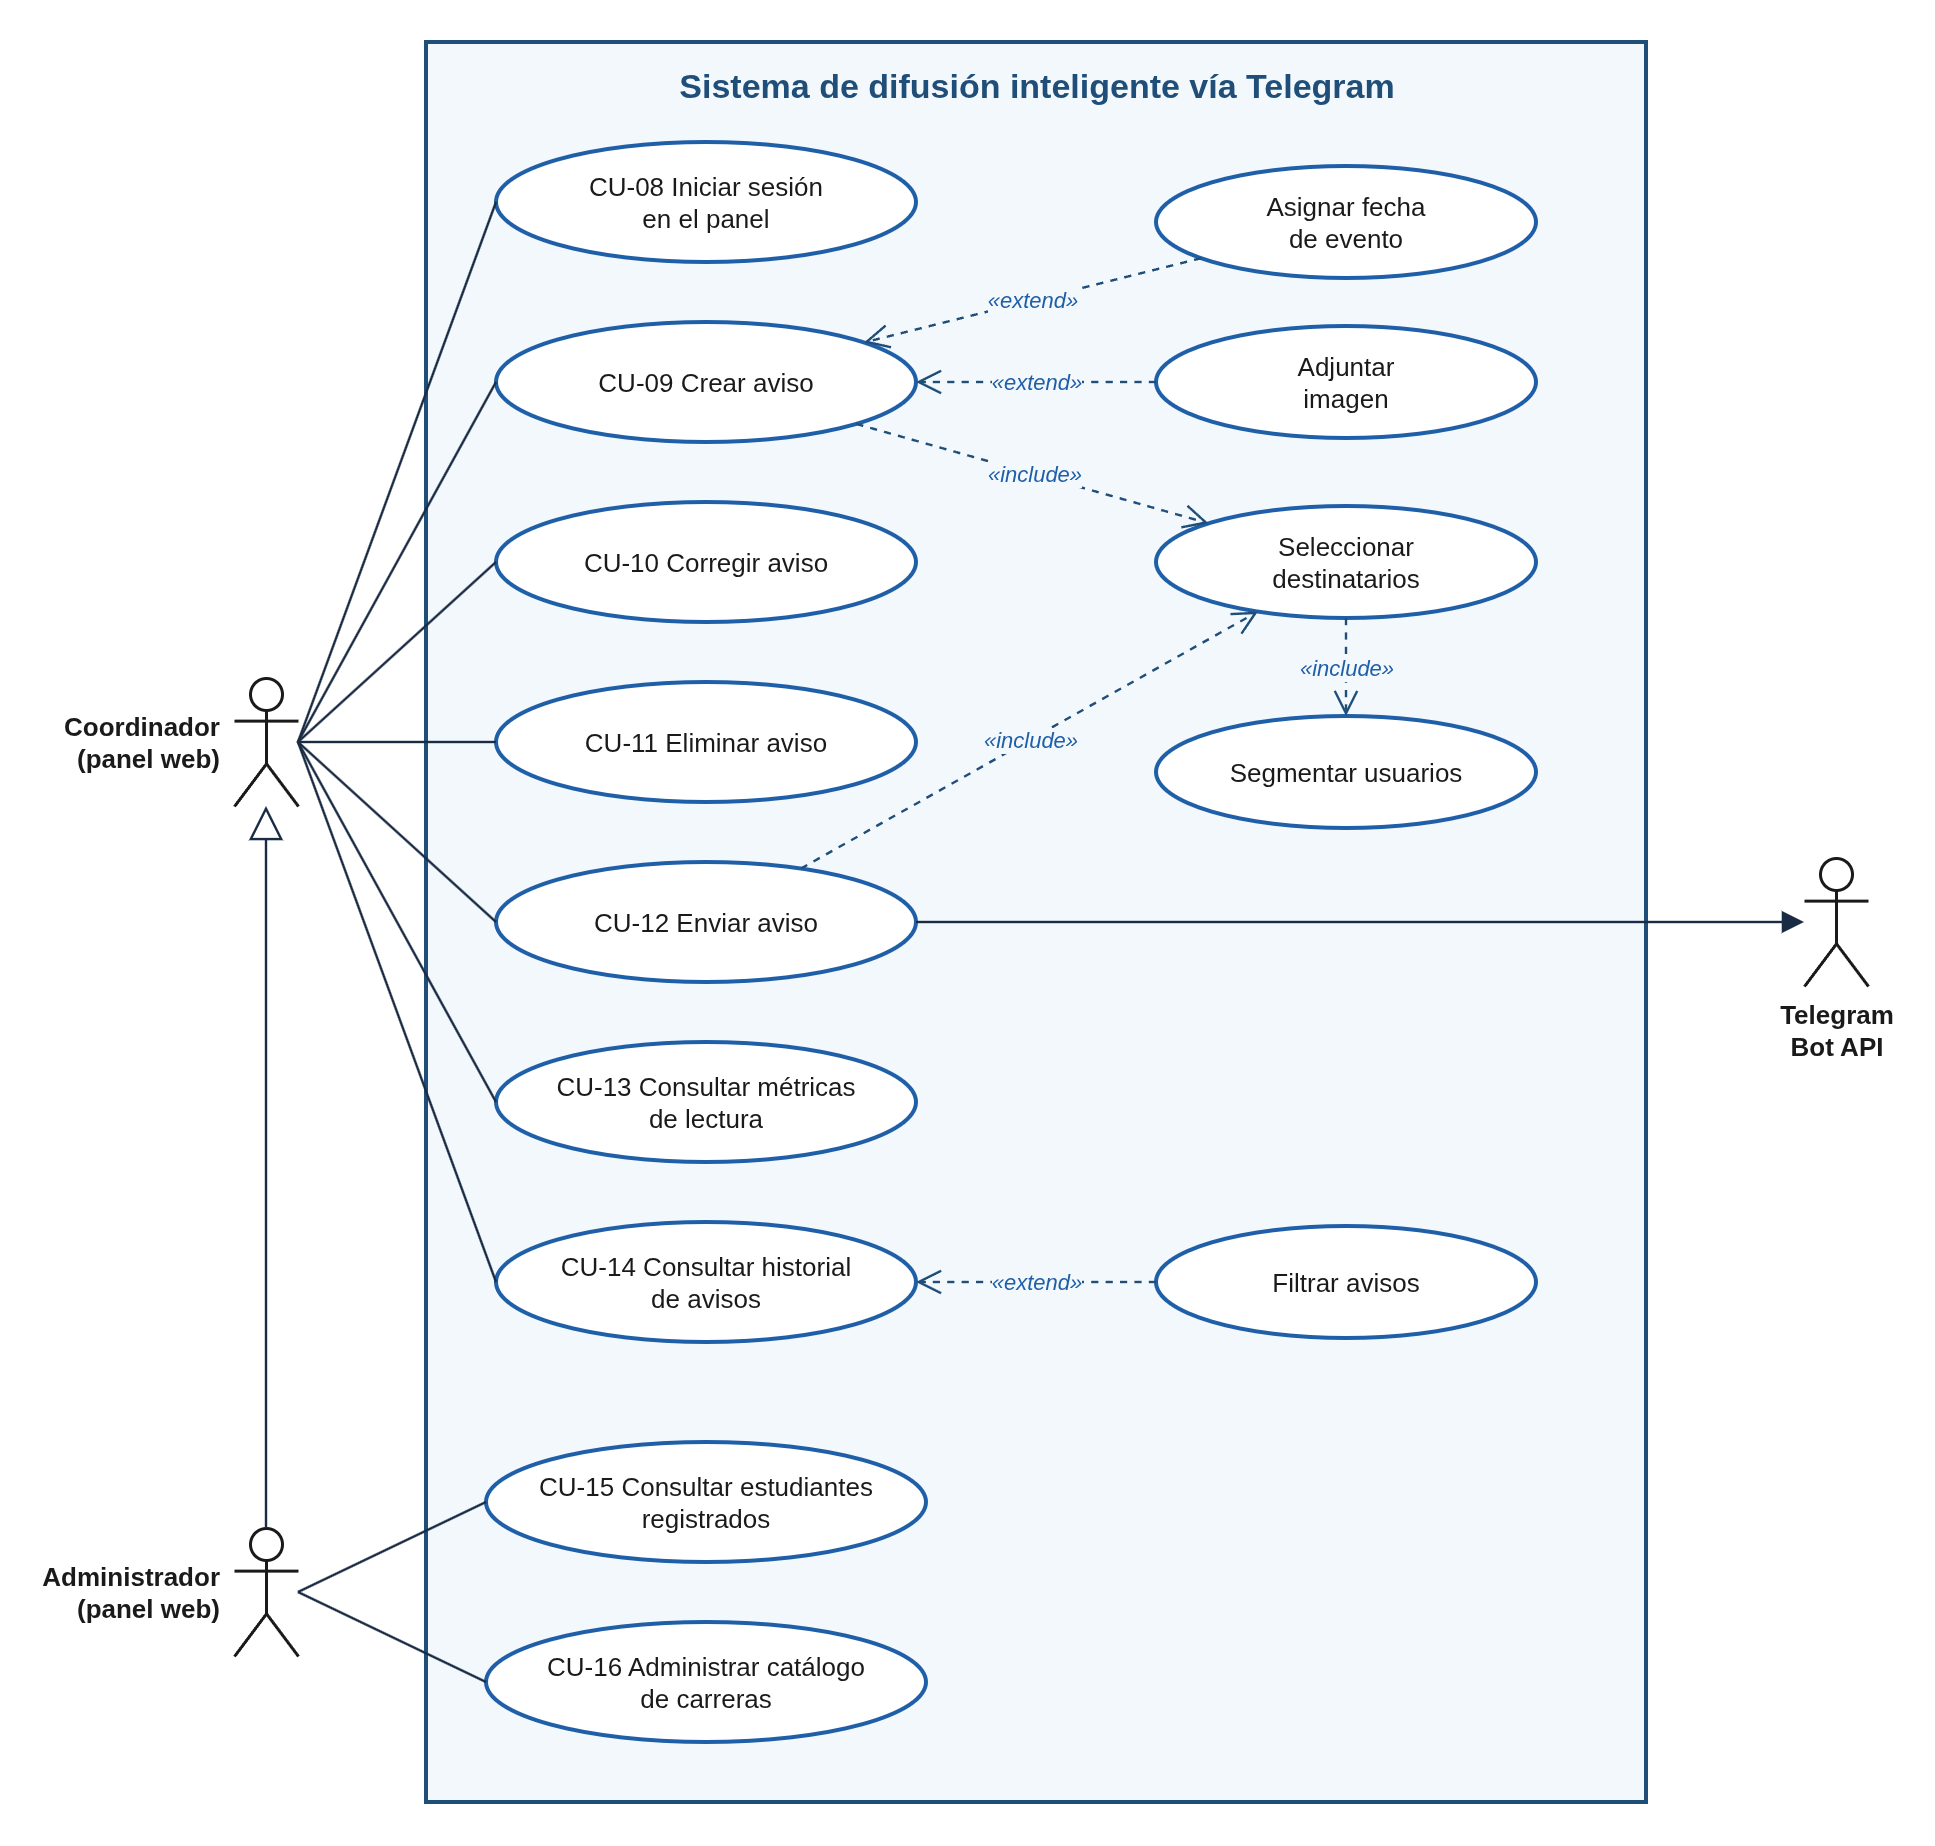 Sistema de difusión inteligente vía Telegram
CU-08 Iniciar sesión
en el panel
Asignar fecha
de evento
«extend»
CU-09 Crear aviso
«extend»
Adjuntar
imagen
«include»
CU-10 Corregir aviso
Seleccionar
destinatarios
«include»
Coordinador
(panel web)
CU-11 Eliminar aviso
«include»
Segmentar usuarios
CU-12 Enviar aviso
Telegram
Bot API
CU-13 Consultar métricas
de lectura
CU-14 Consultar historial
de avisos
«extend»
Filtrar avisos
CU-15 Consultar estudiantes
registrados
Administrador
(panel web)
CU-16 Administrar catálogo
de carreras